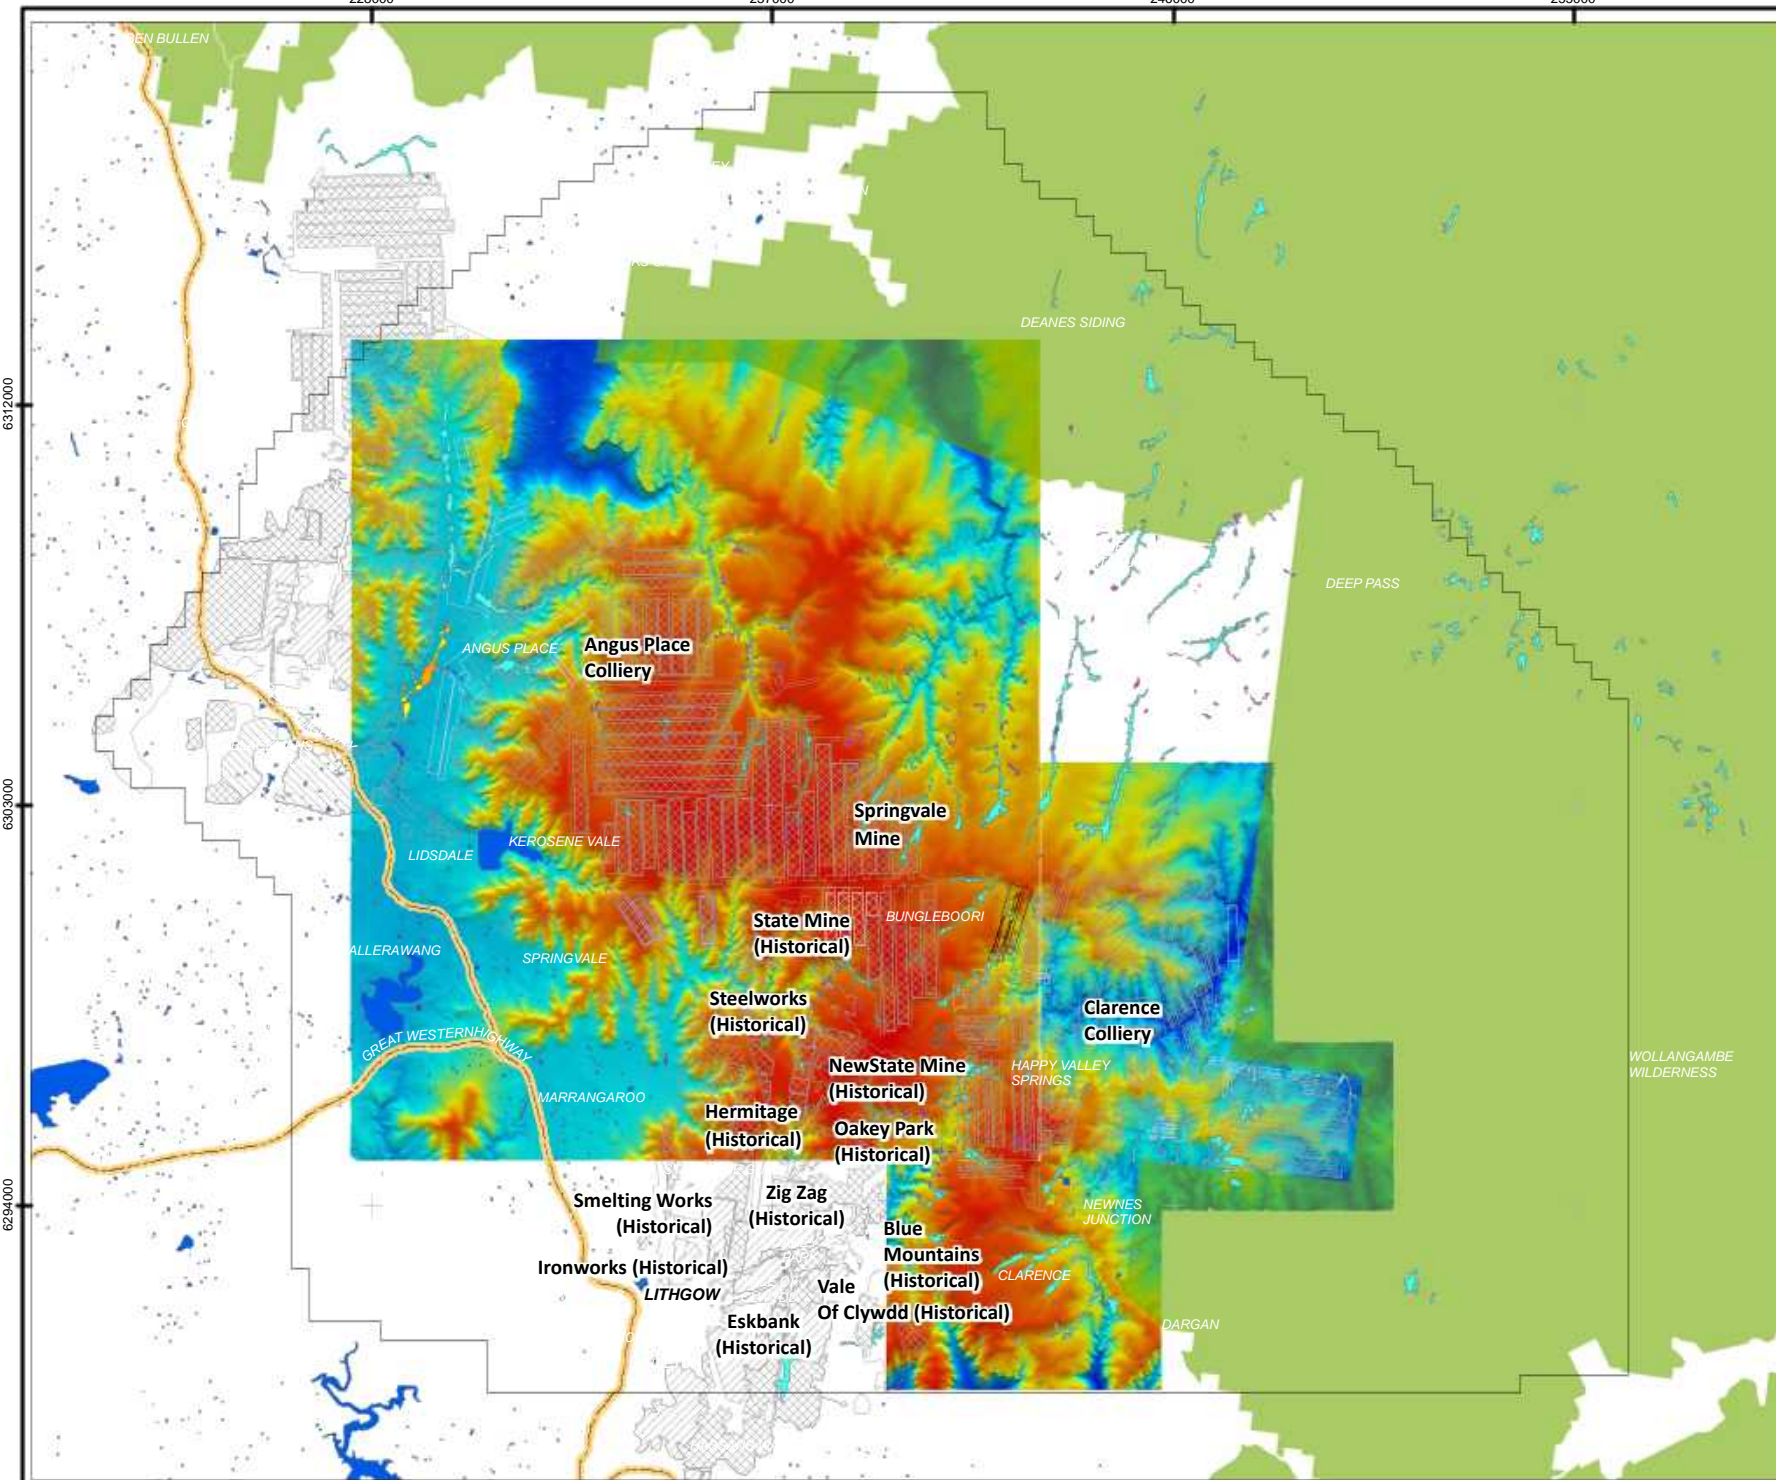 BEN BULLEN
DEANES SIDING
6312000
DEEP PASS
ANGUS PLACE
Angus Place
Colliery
6303000
Springvale
Mine
KEROSENE VALE
LIDSDALE
State Mine
(Historical)
BUNGLEBOORI
ALLERAWANG
SPRINGVALE
Steelworks
(Historical)
Clarence
Colliery
GREAT WESTERNHIGHWAY
NewState Mine
(Historical)
HAPPY VALLEY
SPRINGS
WOLLANGAMBE
WILDERNESS
MARRANGAROO
Hermitage
(Historical)
Oakey Park
(Historical)
6294000
Smelting Works
(Historical)
Zig Zag
(Historical)
NEWNES
JUNCTION
Blue
Mountains
(Historical)
Ironworks (Historical)
LITHGOW
CLARENCE
Vale
Of Clywdd (Historical)
Eskbank
(Historical)
DARGAN